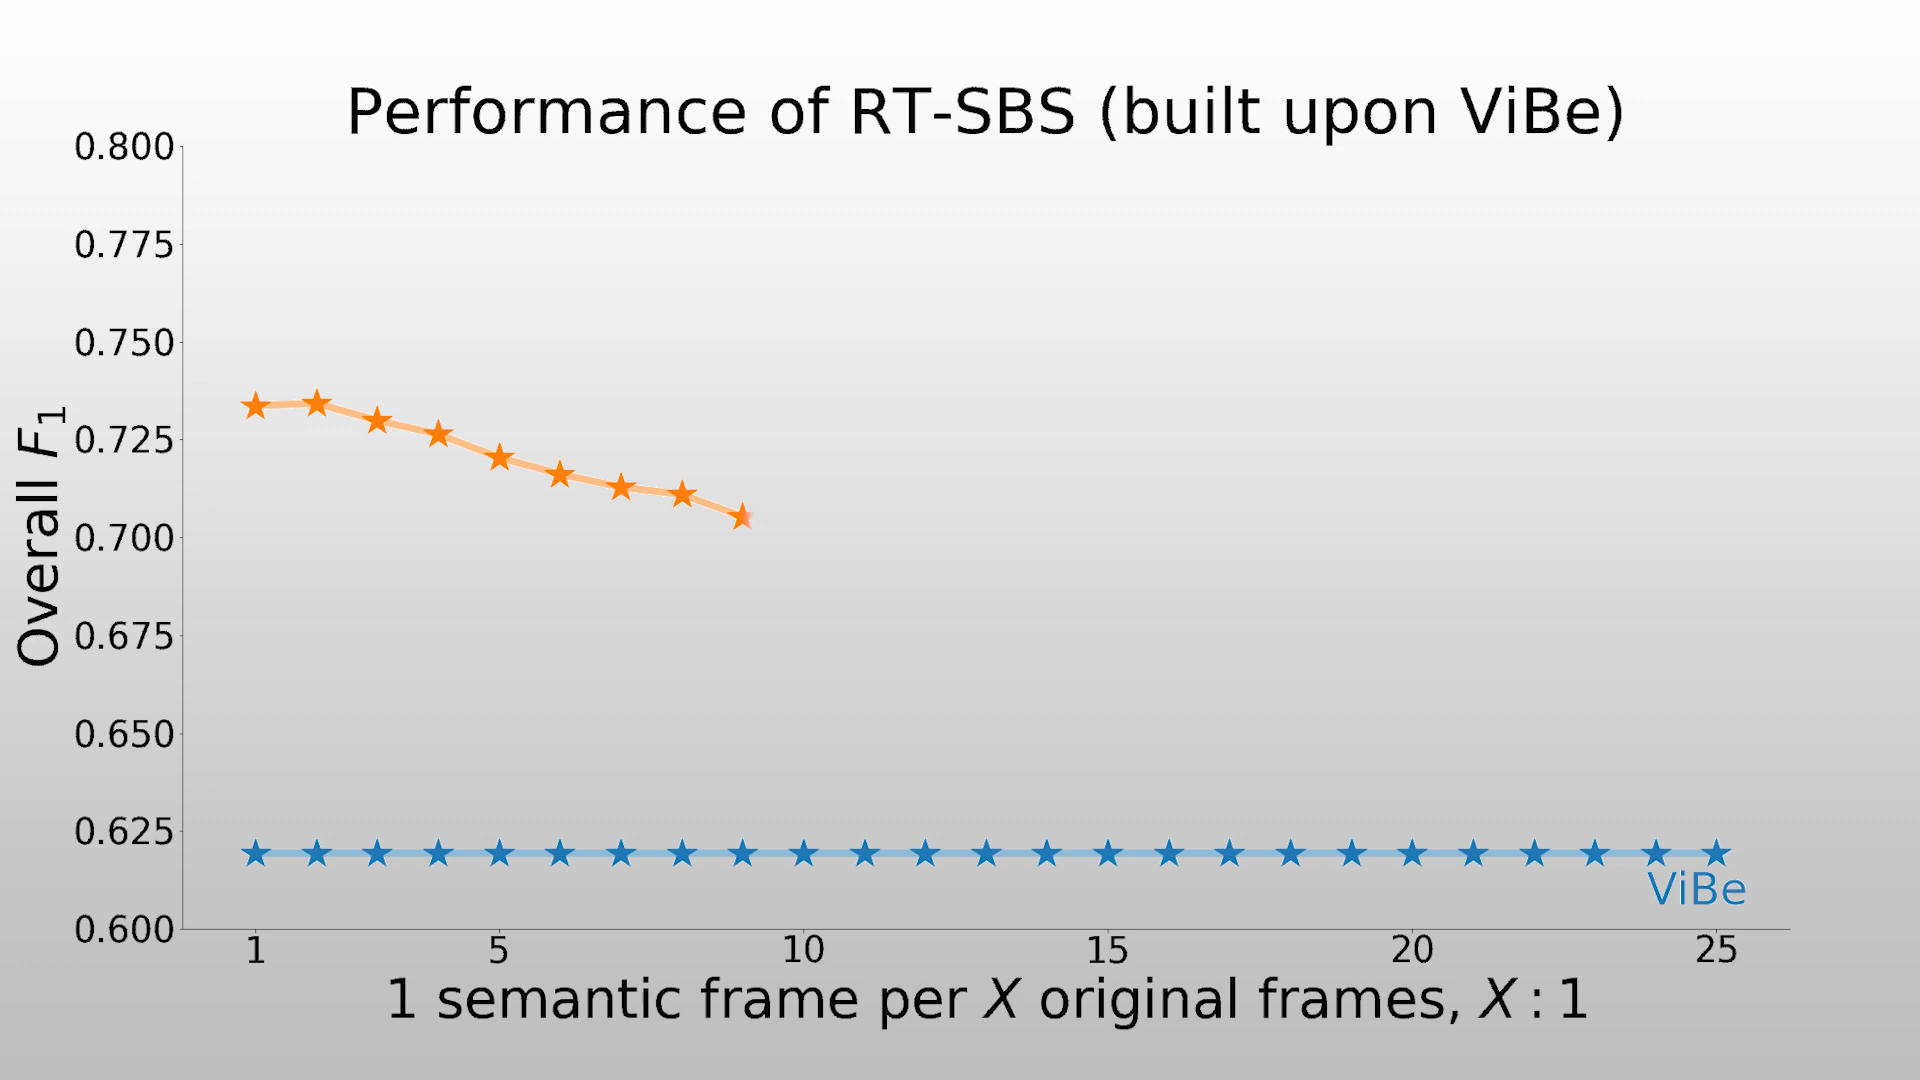 Performance of RT-SBS (built upon ViBe)
0.800
0.775
0.750
0.725
0.700
0.675
0.650
0.625
0.600
Overall F₁
ViBe
1 5 10 15 20 25
1 semantic frame per X original frames, X : 1